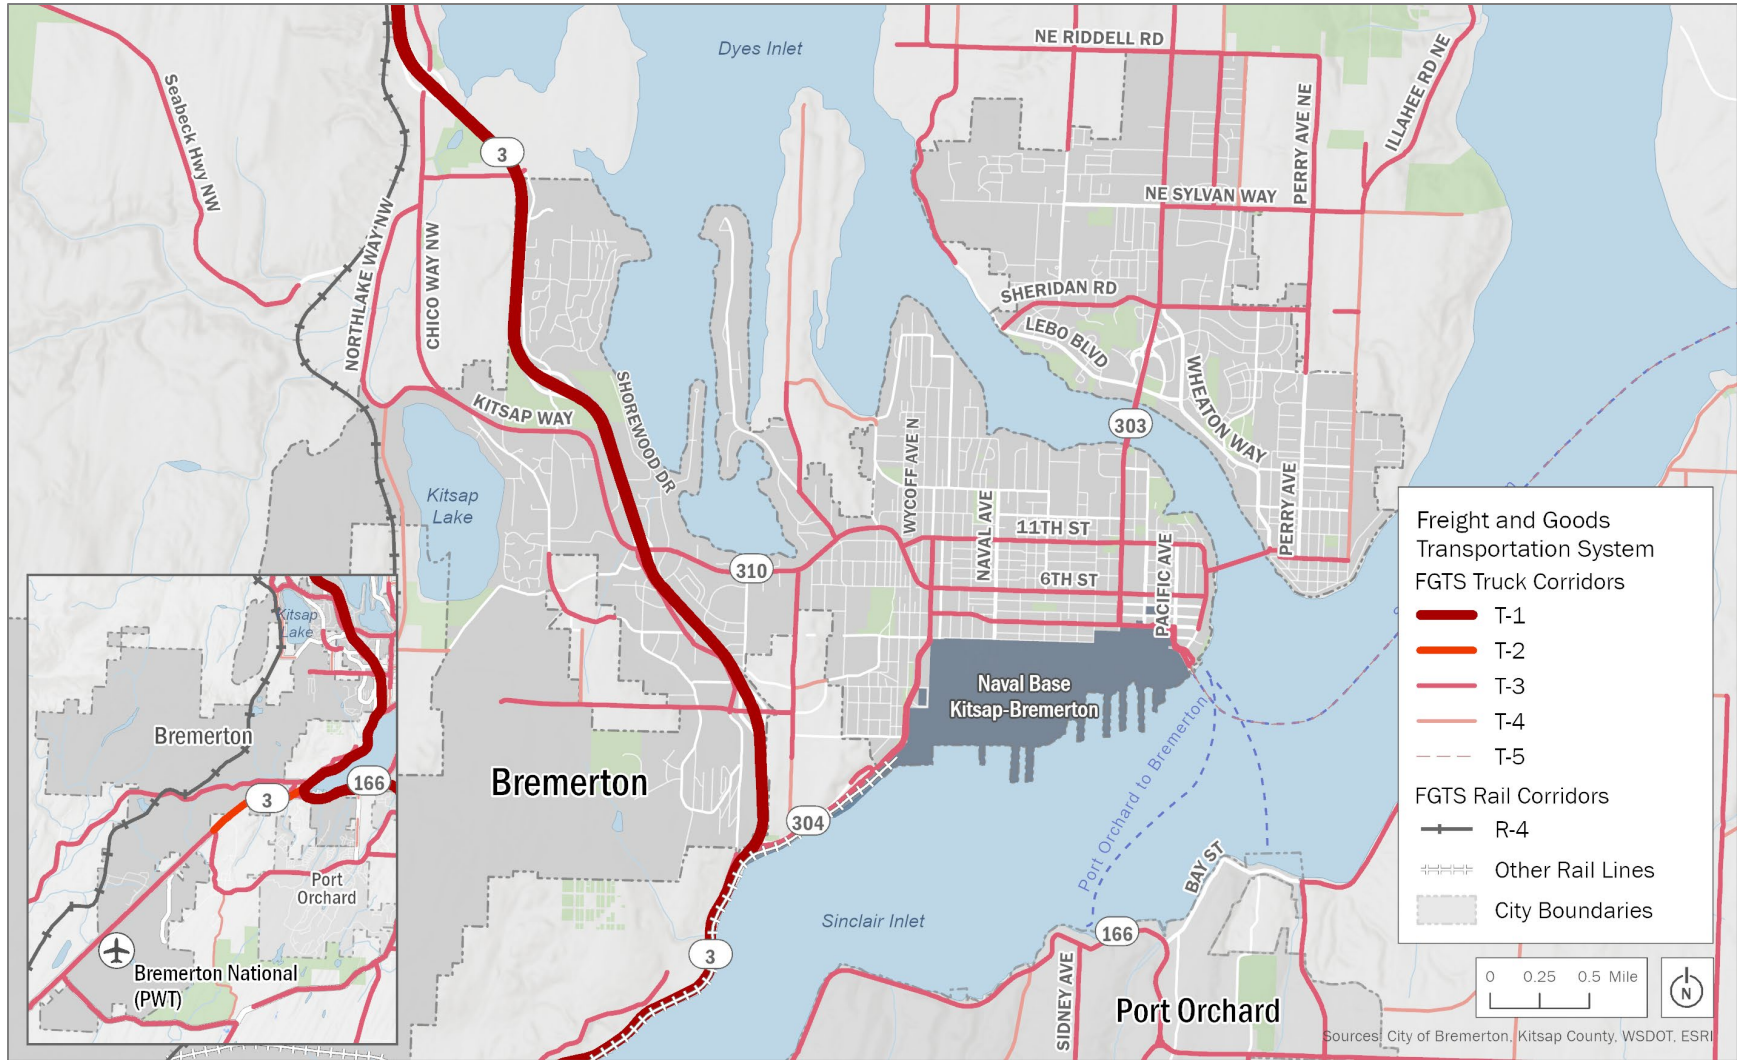 Dyes Inlet
NE RIDDELL RD
Seabeck Hwy NW
3
PERRY AVE NE
ILLAHEE RD NE
NE SYLVAN WAY
NORTHLAKE WAY NW
CHICO WAY NW
SHERIDAN RD
LEBO BLVD
WHEATON WAY
KITSAP WAY
SHOREWOOD DR
303
WYCOFF AVE N
NAVAL AVE
11TH ST
PERRY AVE
Kitsap
Lake
310
6TH ST
PACIFIC AVE
Naval Base
Kitsap-Bremerton
Bremerton
304
Port Orchard to Bremerton
BAY ST
Sinclair Inlet
3
166
SIDNEY AVE
Port Orchard
Kitsap
Lake
Bremerton
3
166
Port
Orchard
Bremerton National
(PWT)
Freight and Goods
Transportation System
FGTS Truck Corridors
T-1
T-2
T-3
T-4
T-5
FGTS Rail Corridors
R-4
Other Rail Lines
City Boundaries
0 0.25 0.5 Mile
N
Sources: City of Bremerton, Kitsap County, WSDOT, ESRI